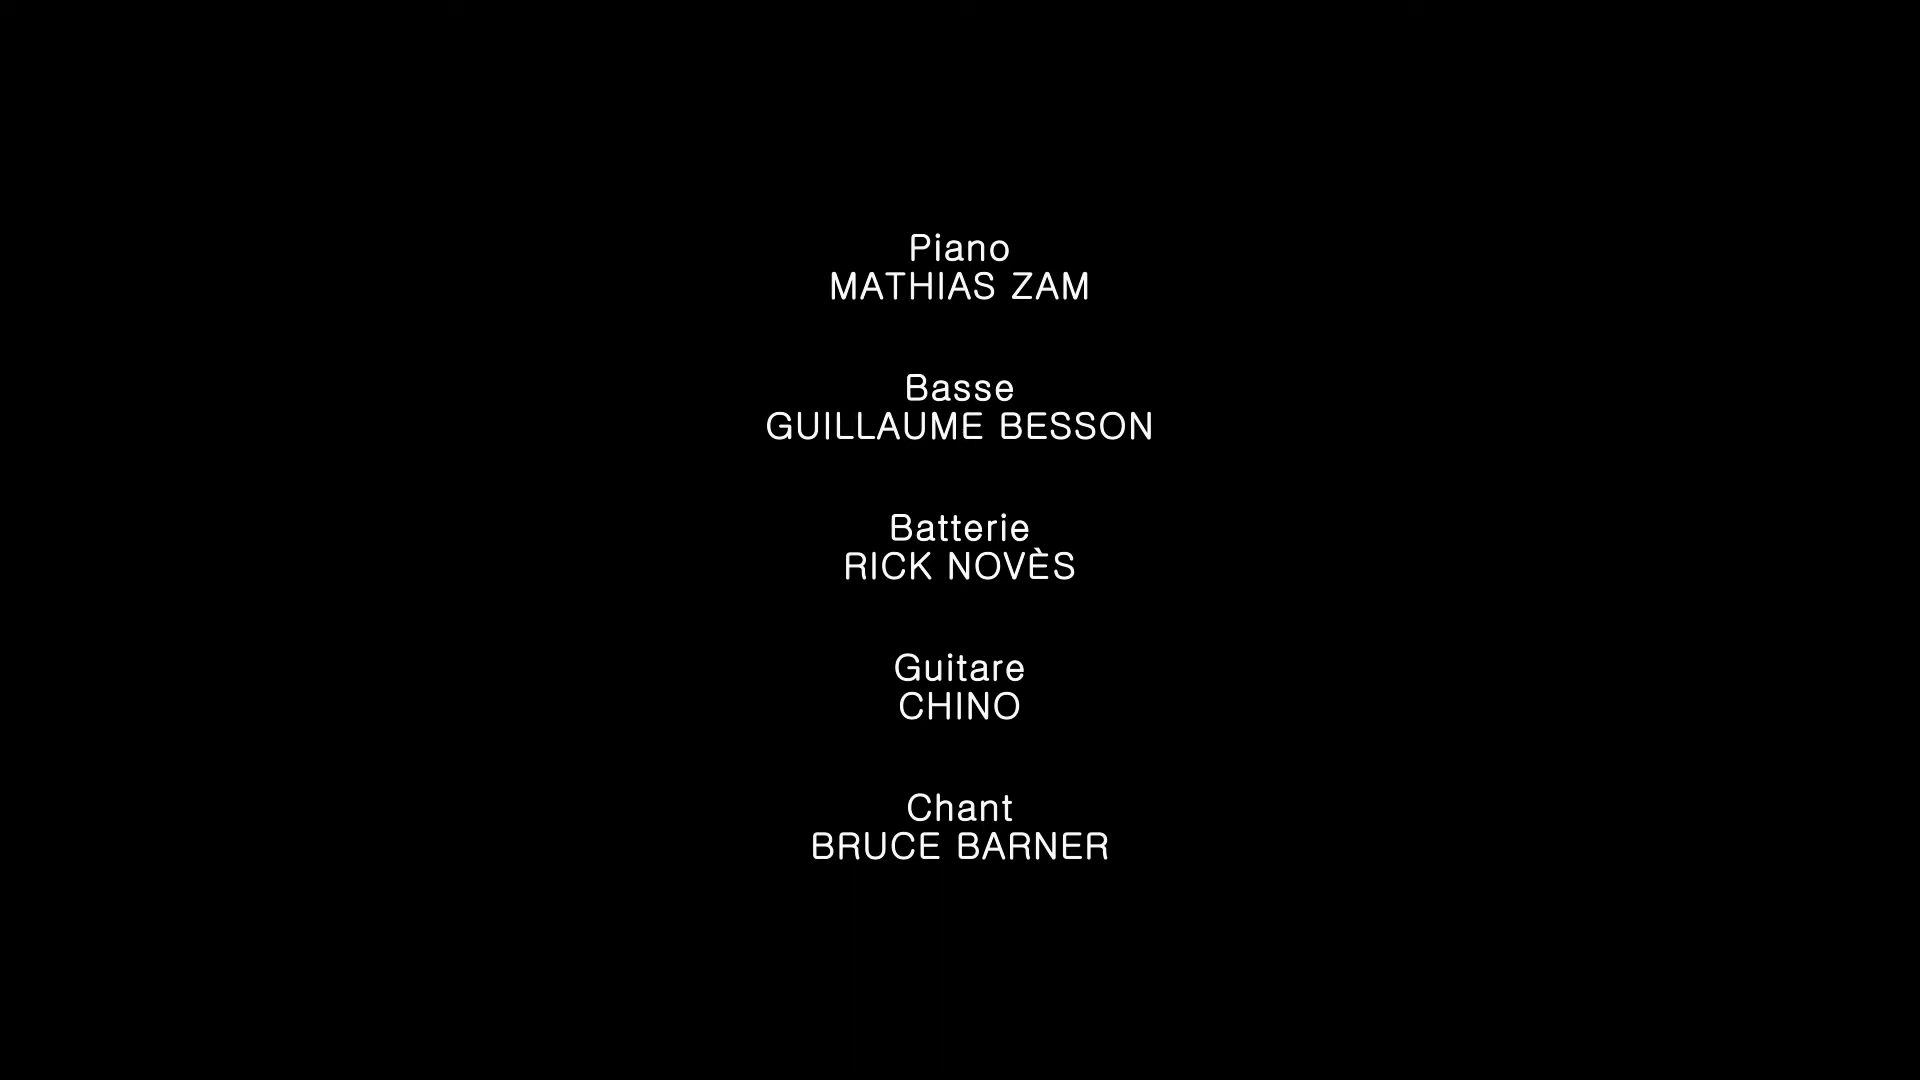 Piano
MATHIAS ZAM
Basse
GUILLAUME BESSON
Batterie
RICK NOVÈS
Guitare
CHINO
Chant
BRUCE BARNER